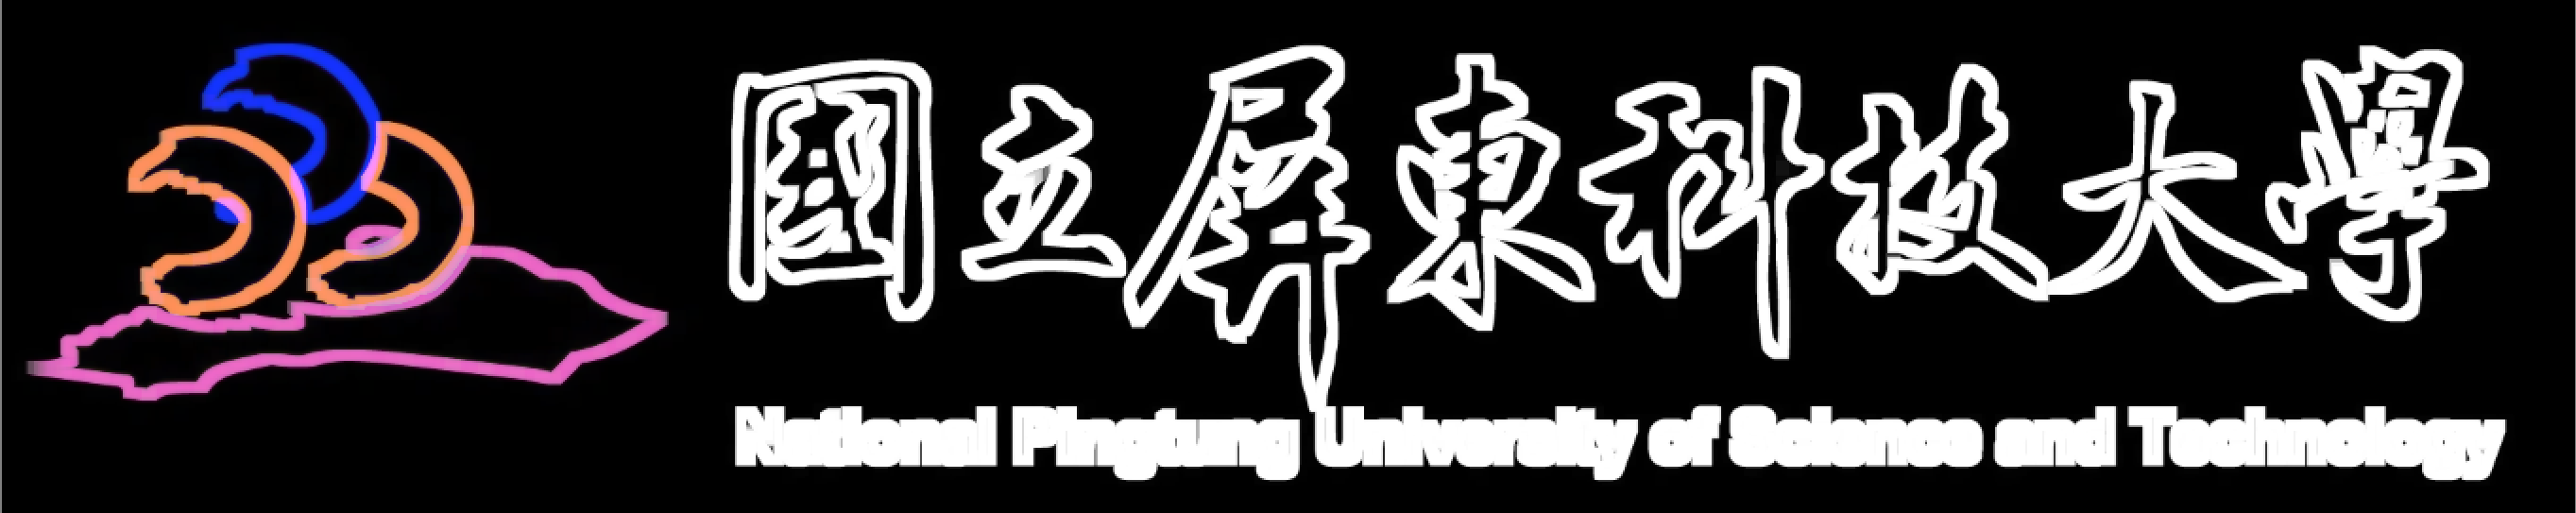 國立屏東科技大學
National Pingtung University of Science and Technology